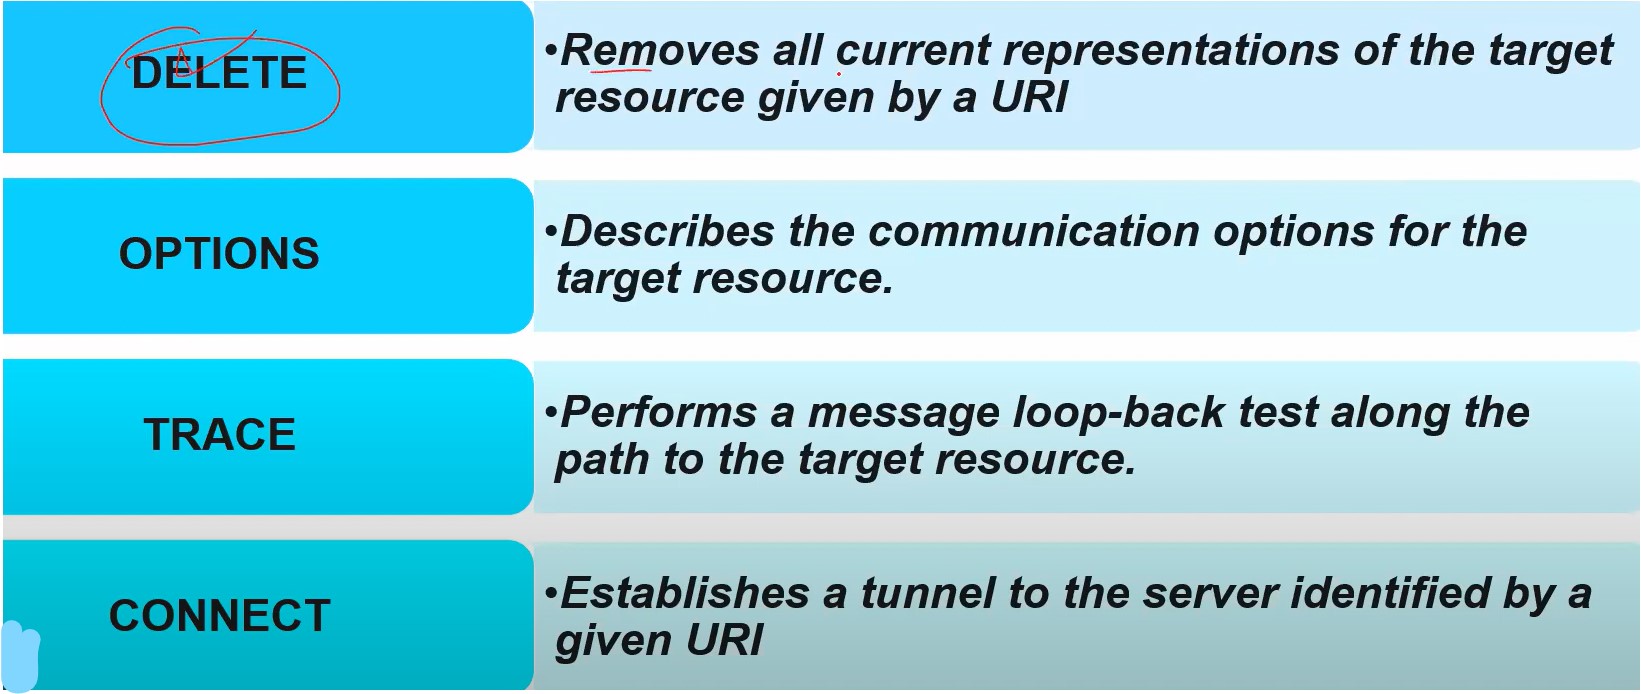 DELETE
•Removes all current representations of the target
resource given by a URI
OPTIONS
•Describes the communication options for the
target resource.
TRACE
•Performs a message loop-back test along the
path to the target resource.
CONNECT
•Establishes a tunnel to the server identified by a
given URI